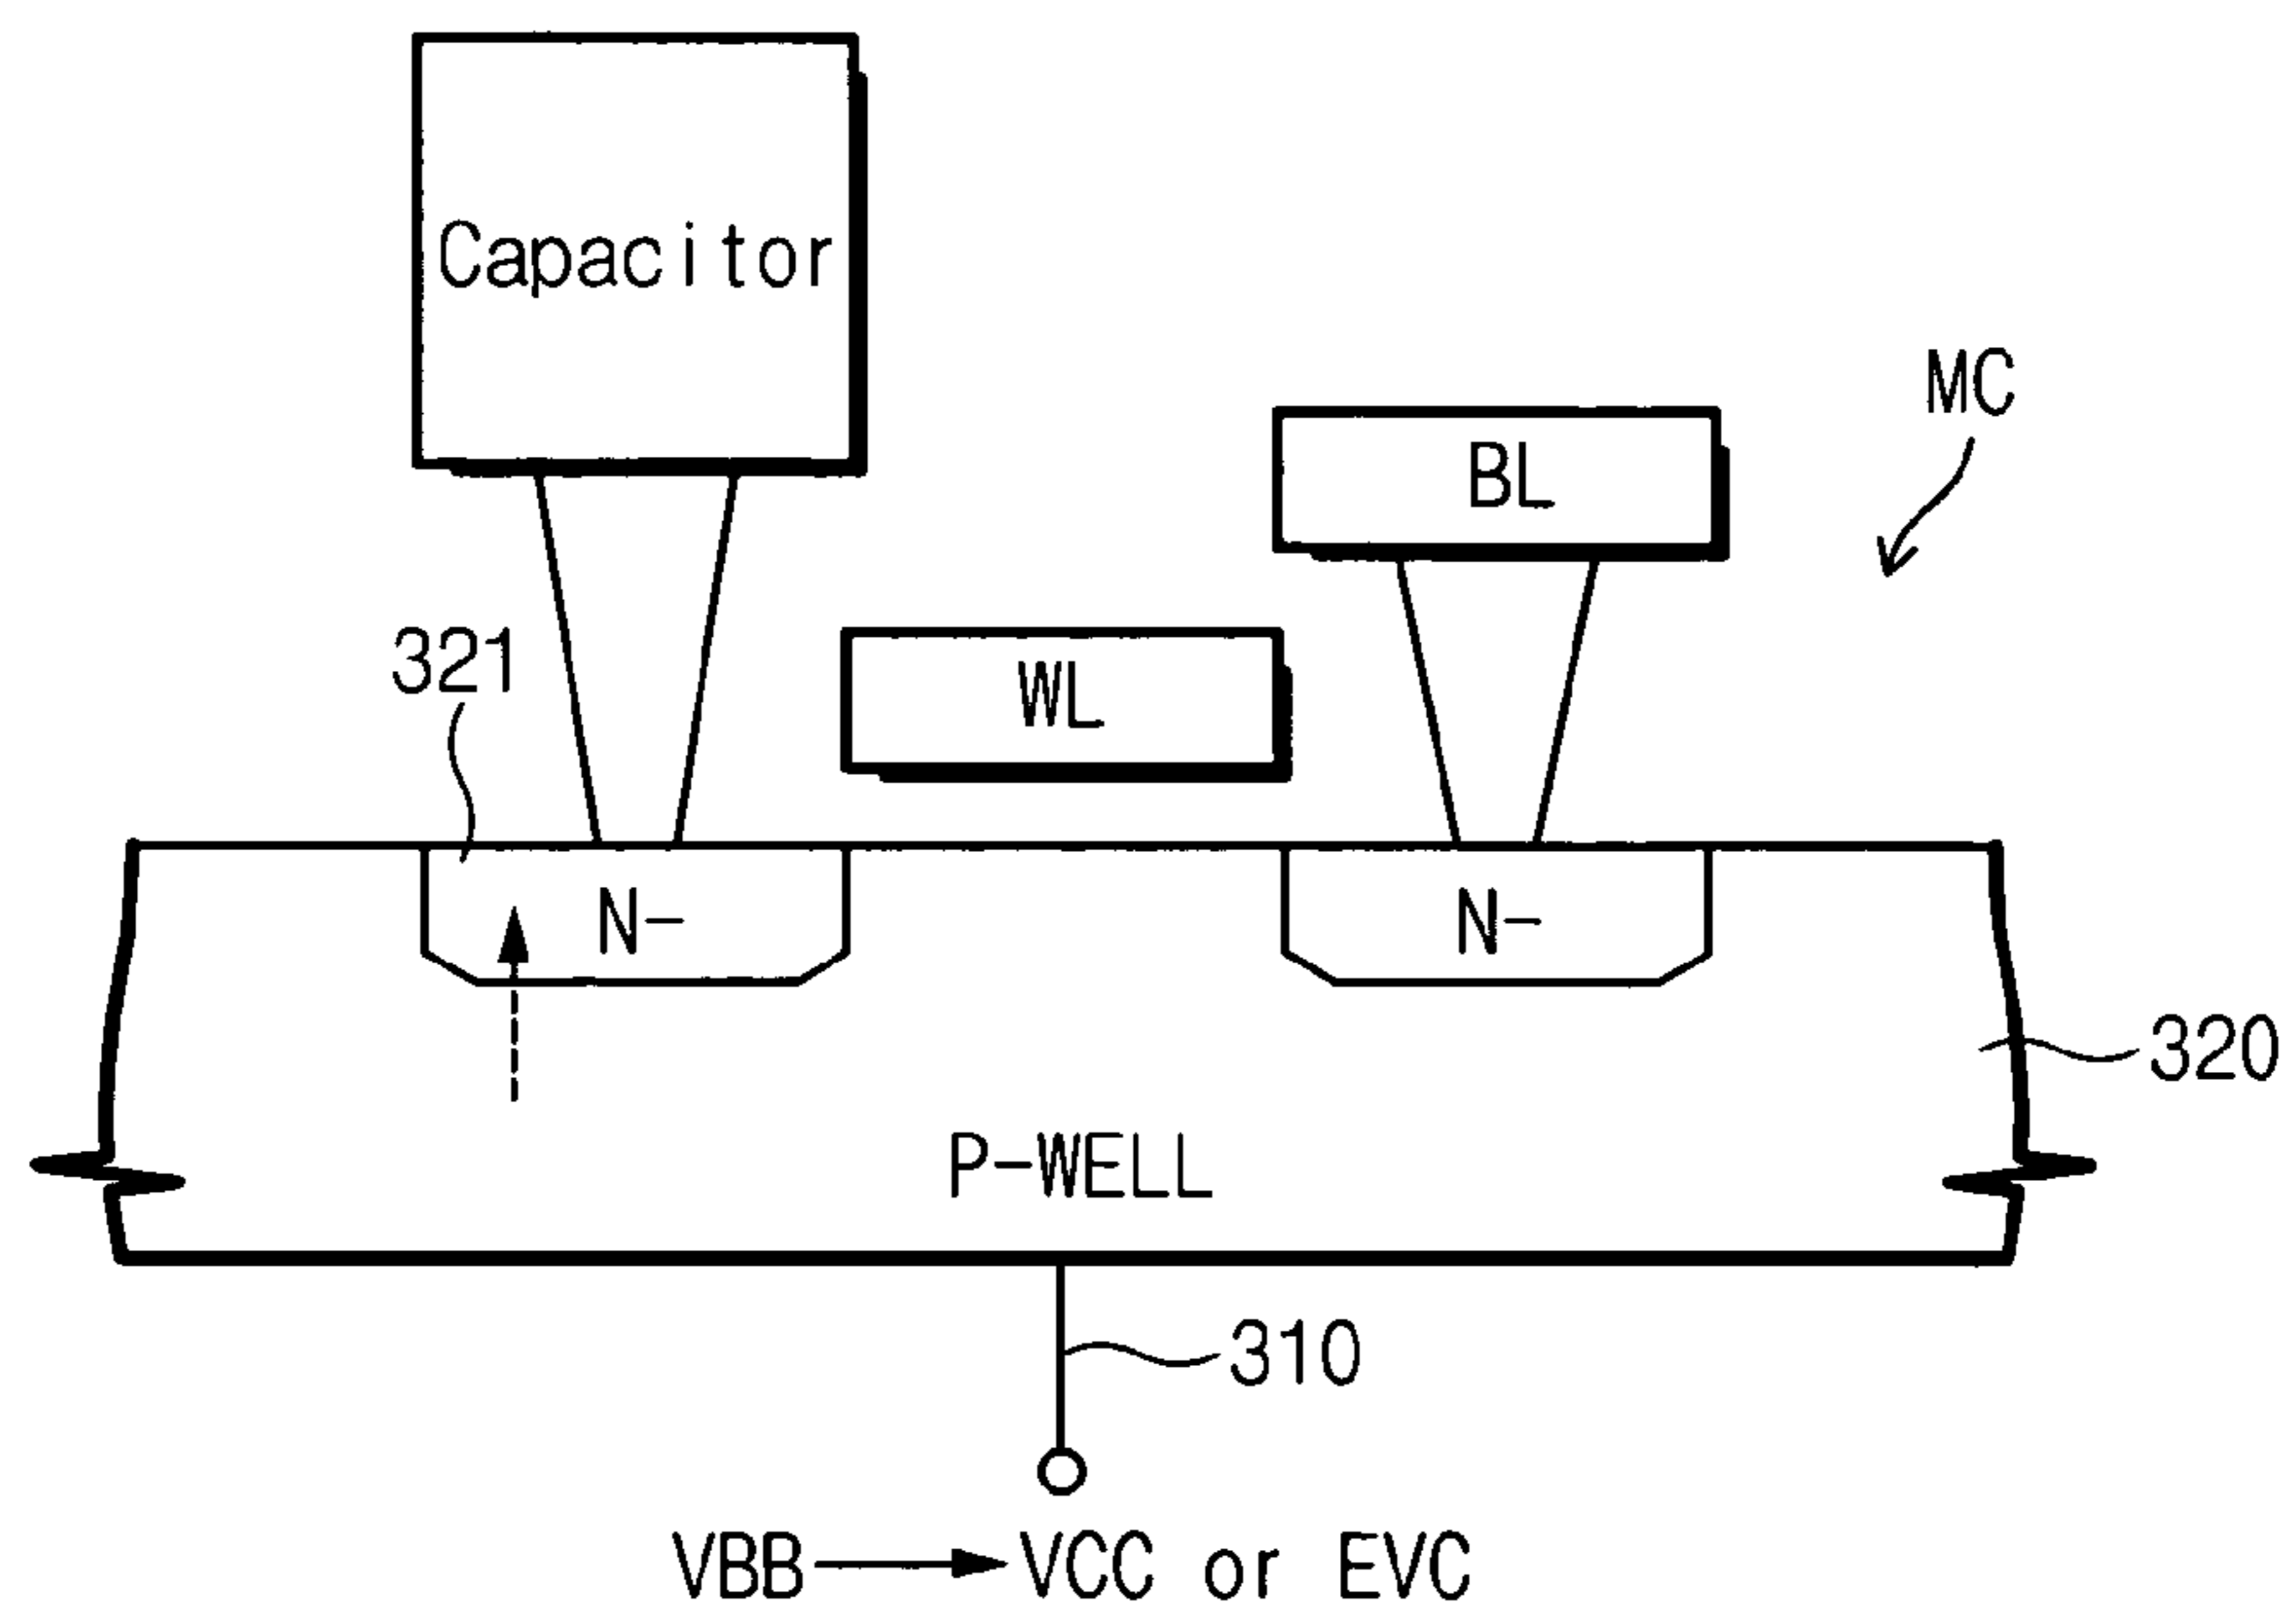 Capacitor
MC
BL
321
WL
N-
N-
320
P-WELL
310
VBB → VCC or EVC